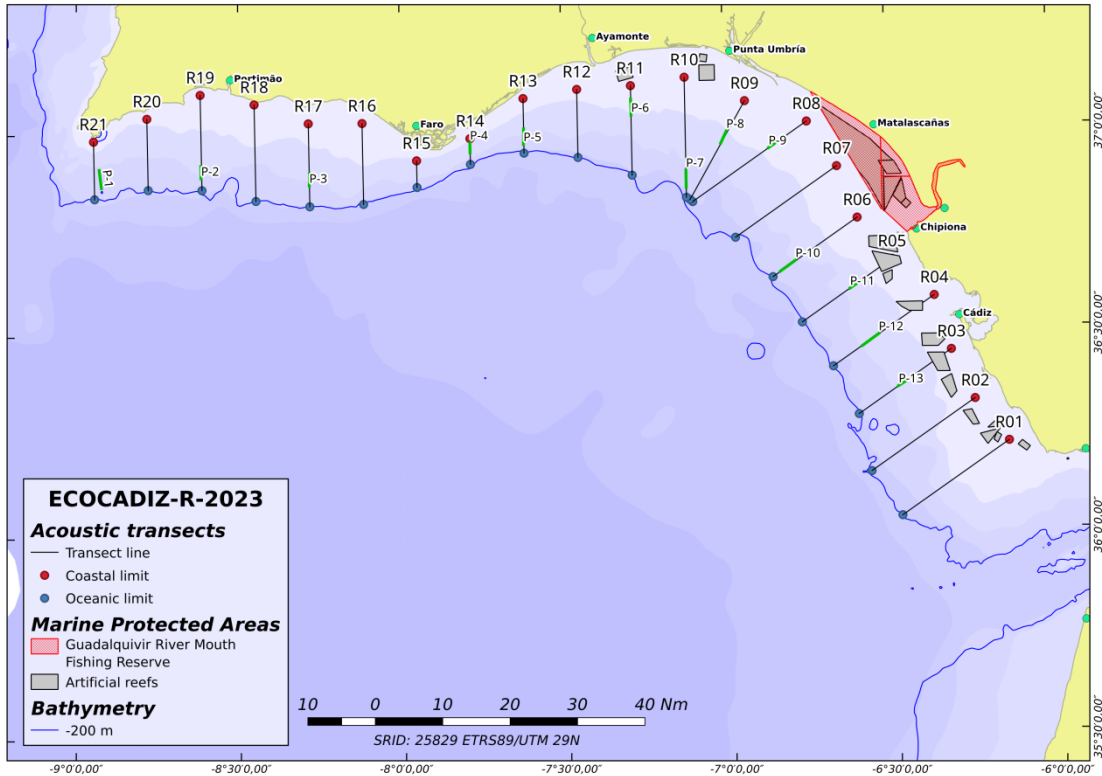 Ayamonte
Punta Umbría
R10
R19
Portimão
R11
R12
R13
R09
R20
R18
R17
R16
R08
R21
Faro
R14
R15
R07
R06
R05
R04
R03
R02
R01
Matalascañas
Chipiona
Cádiz
P-1
P-2
P-3
P-4
P-5
P-6
P-7
P-8
P-9
P-10
P-11
P-12
P-13
37°0'0,00"
36°30'0,00"
36°0'0,00"
35°30'0,00"
ECOCADIZ-R-2023
Acoustic transects
Transect line
Coastal limit
Oceanic limit
Marine Protected Areas
Guadalquivir River Mouth
Fishing Reserve
Artificial reefs
Bathymetry
-200 m
10 0 10 20 30 40 Nm
SRID: 25829 ETRS89/UTM 29N
-9°0'0,00" -8°30'0,00" -8°0'0,00" -7°30'0,00" -7°0'0,00" -6°30'0,00" -6°0'0,00"